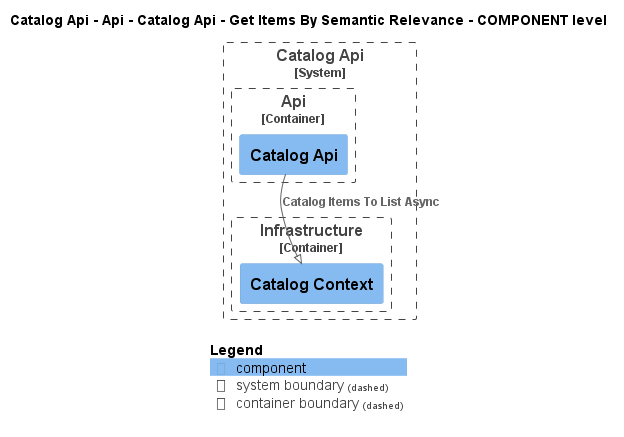 Catalog Api - Api - Catalog Api - Get Items By Semantic Relevance - COMPONENT level
Catalog Api
[System]
Api
[Container]
Catalog Api
Catalog Items To List Async
Infrastructure
[Container]
Catalog Context
Legend
component
system boundary (dashed)
container boundary (dashed)